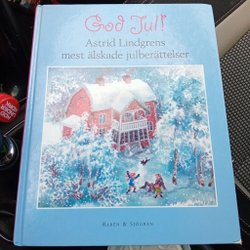 God Jul!
Astrid Lindgrens
mest älskade julberättelser
RABÉN & SJÖGREN